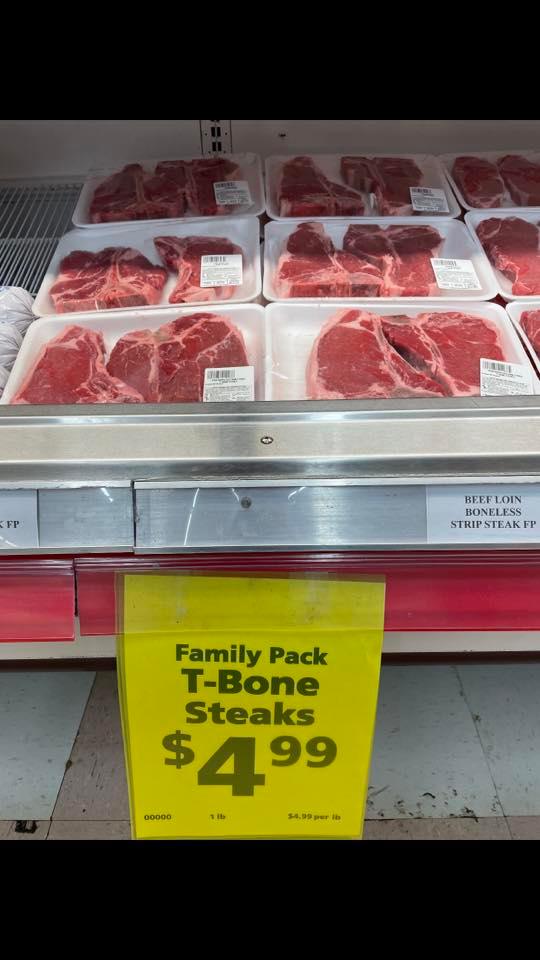 K FP
BEEF LOIN
BONELESS
STRIP STEAK FP
Family Pack
T-Bone
Steaks
$4.99
00000 1 lb $4.99 per lb